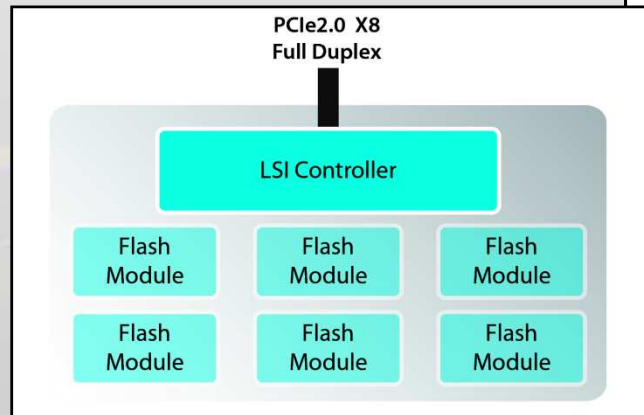 PCIe2.0 X8
Full Duplex
LSI Controller
Flash
Module
Flash
Module
Flash
Module
Flash
Module
Flash
Module
Flash
Module